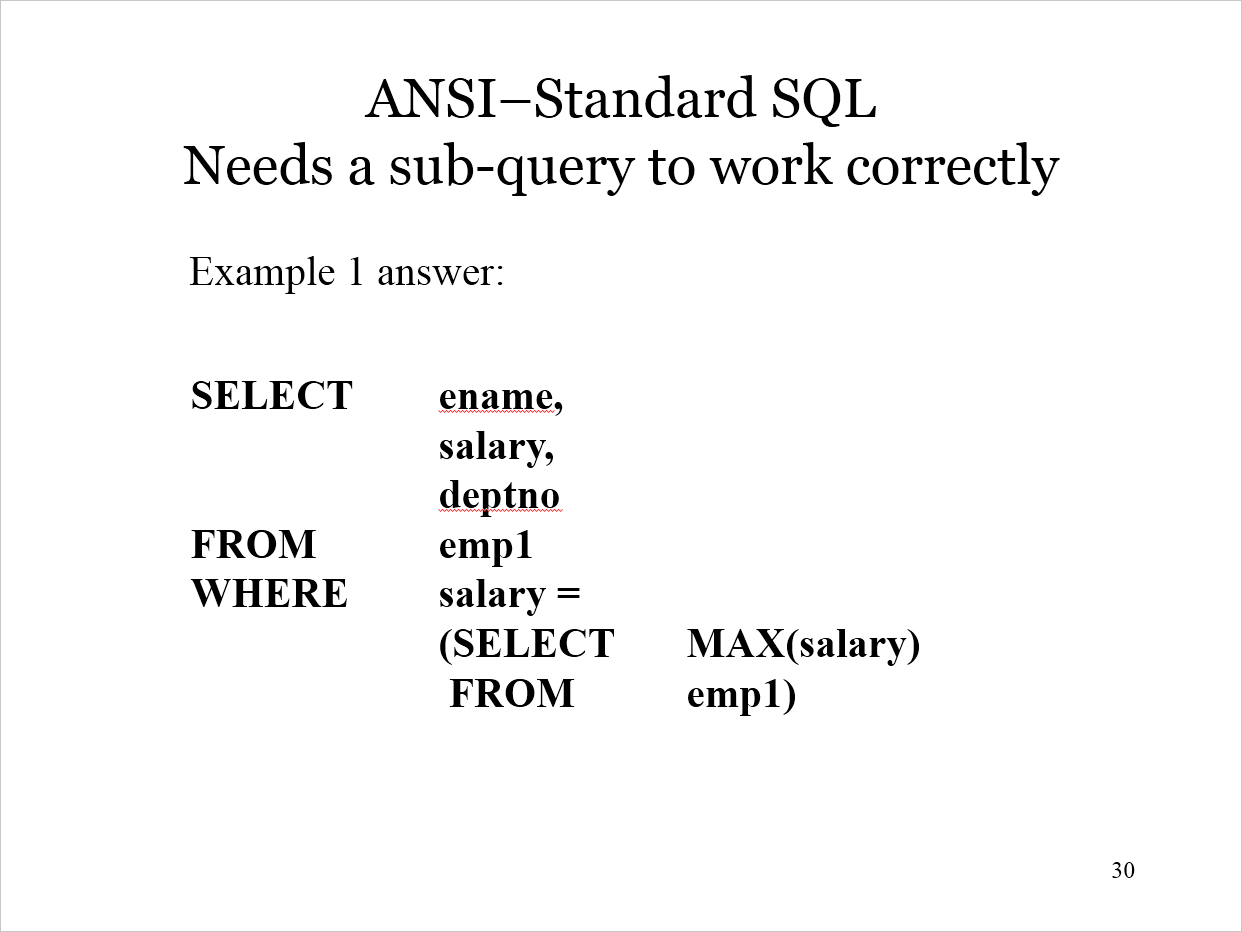 ANSI–Standard SQL
Needs a sub-query to work correctly
Example 1 answer:
SELECT ename,
salary,
deptno
FROM emp1
WHERE salary =
(SELECT MAX(salary)
FROM emp1)
30